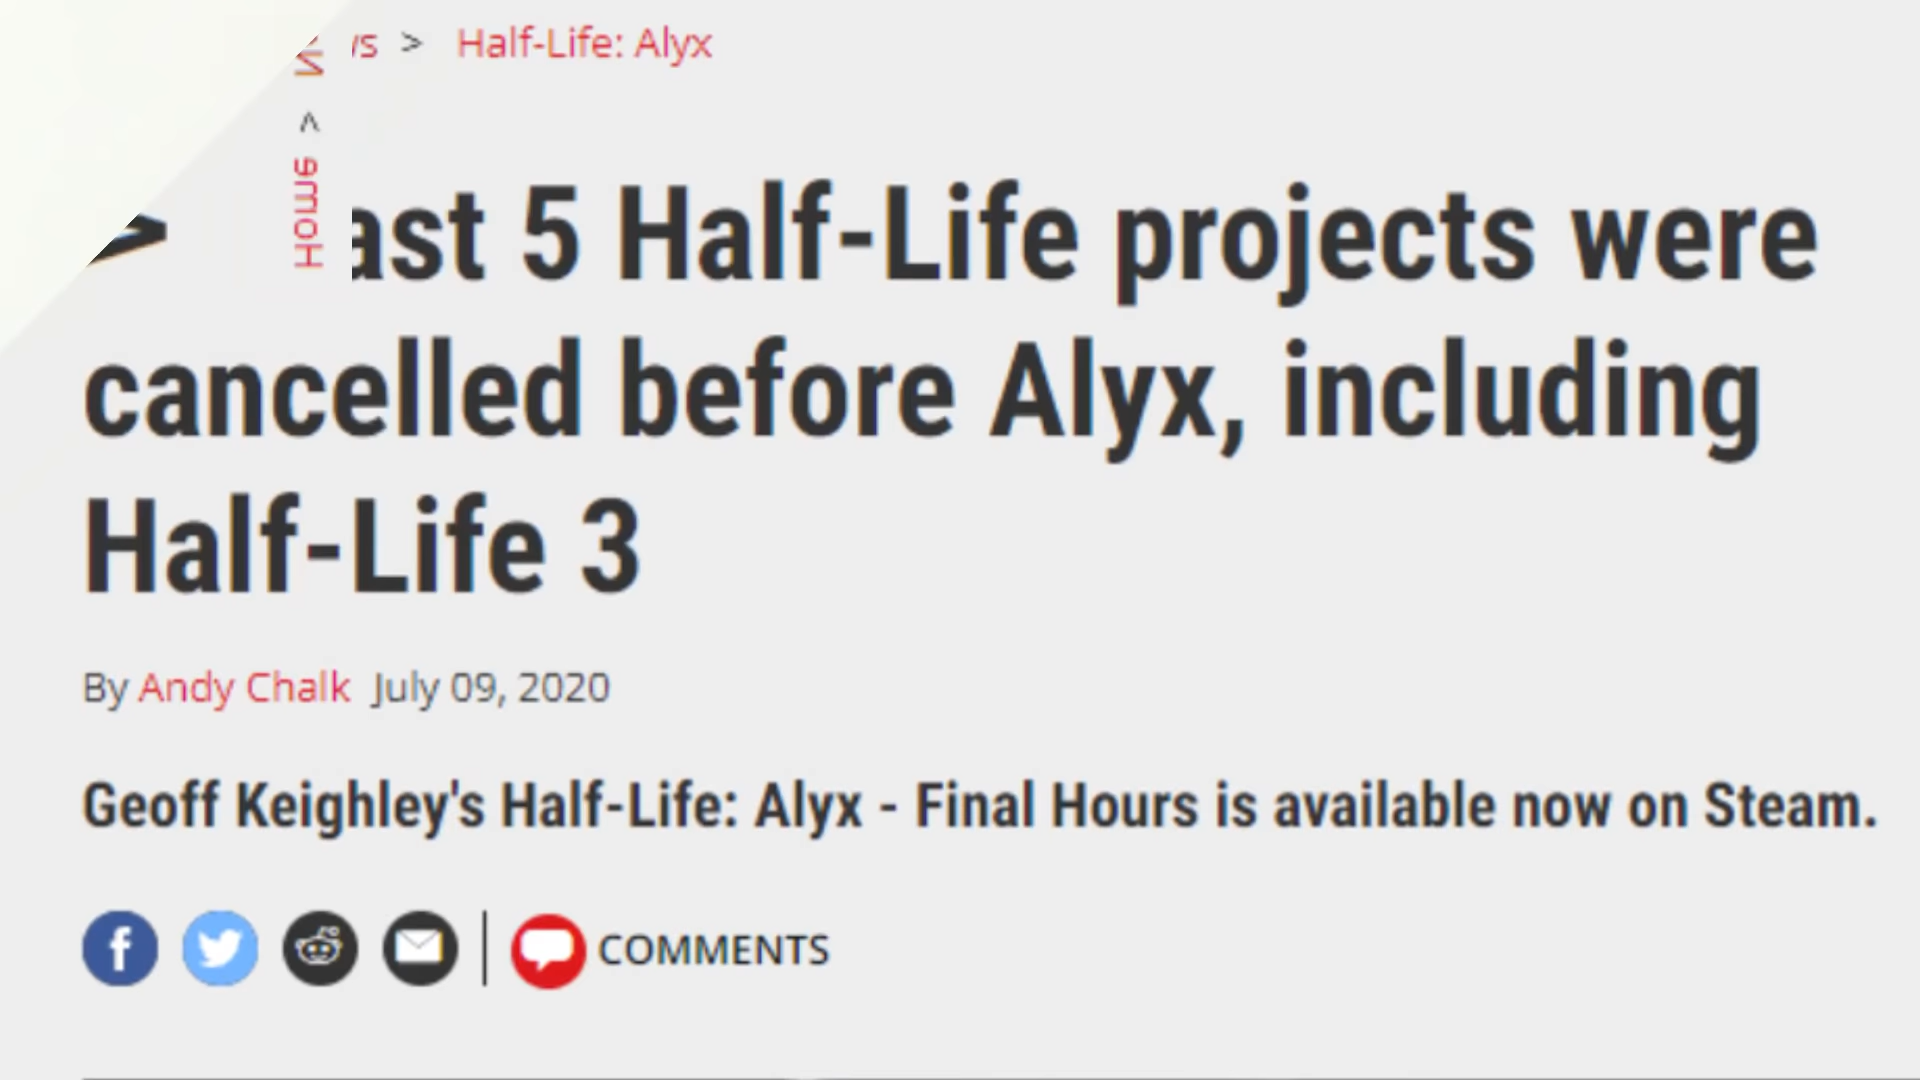 > Half-Life: Alyx
Home >
5 Half-Life projects were
cancelled before Alyx, including
Half-Life 3
By Andy Chalk July 09, 2020
Geoff Keighley's Half-Life: Alyx - Final Hours is available now on Steam.
COMMENTS